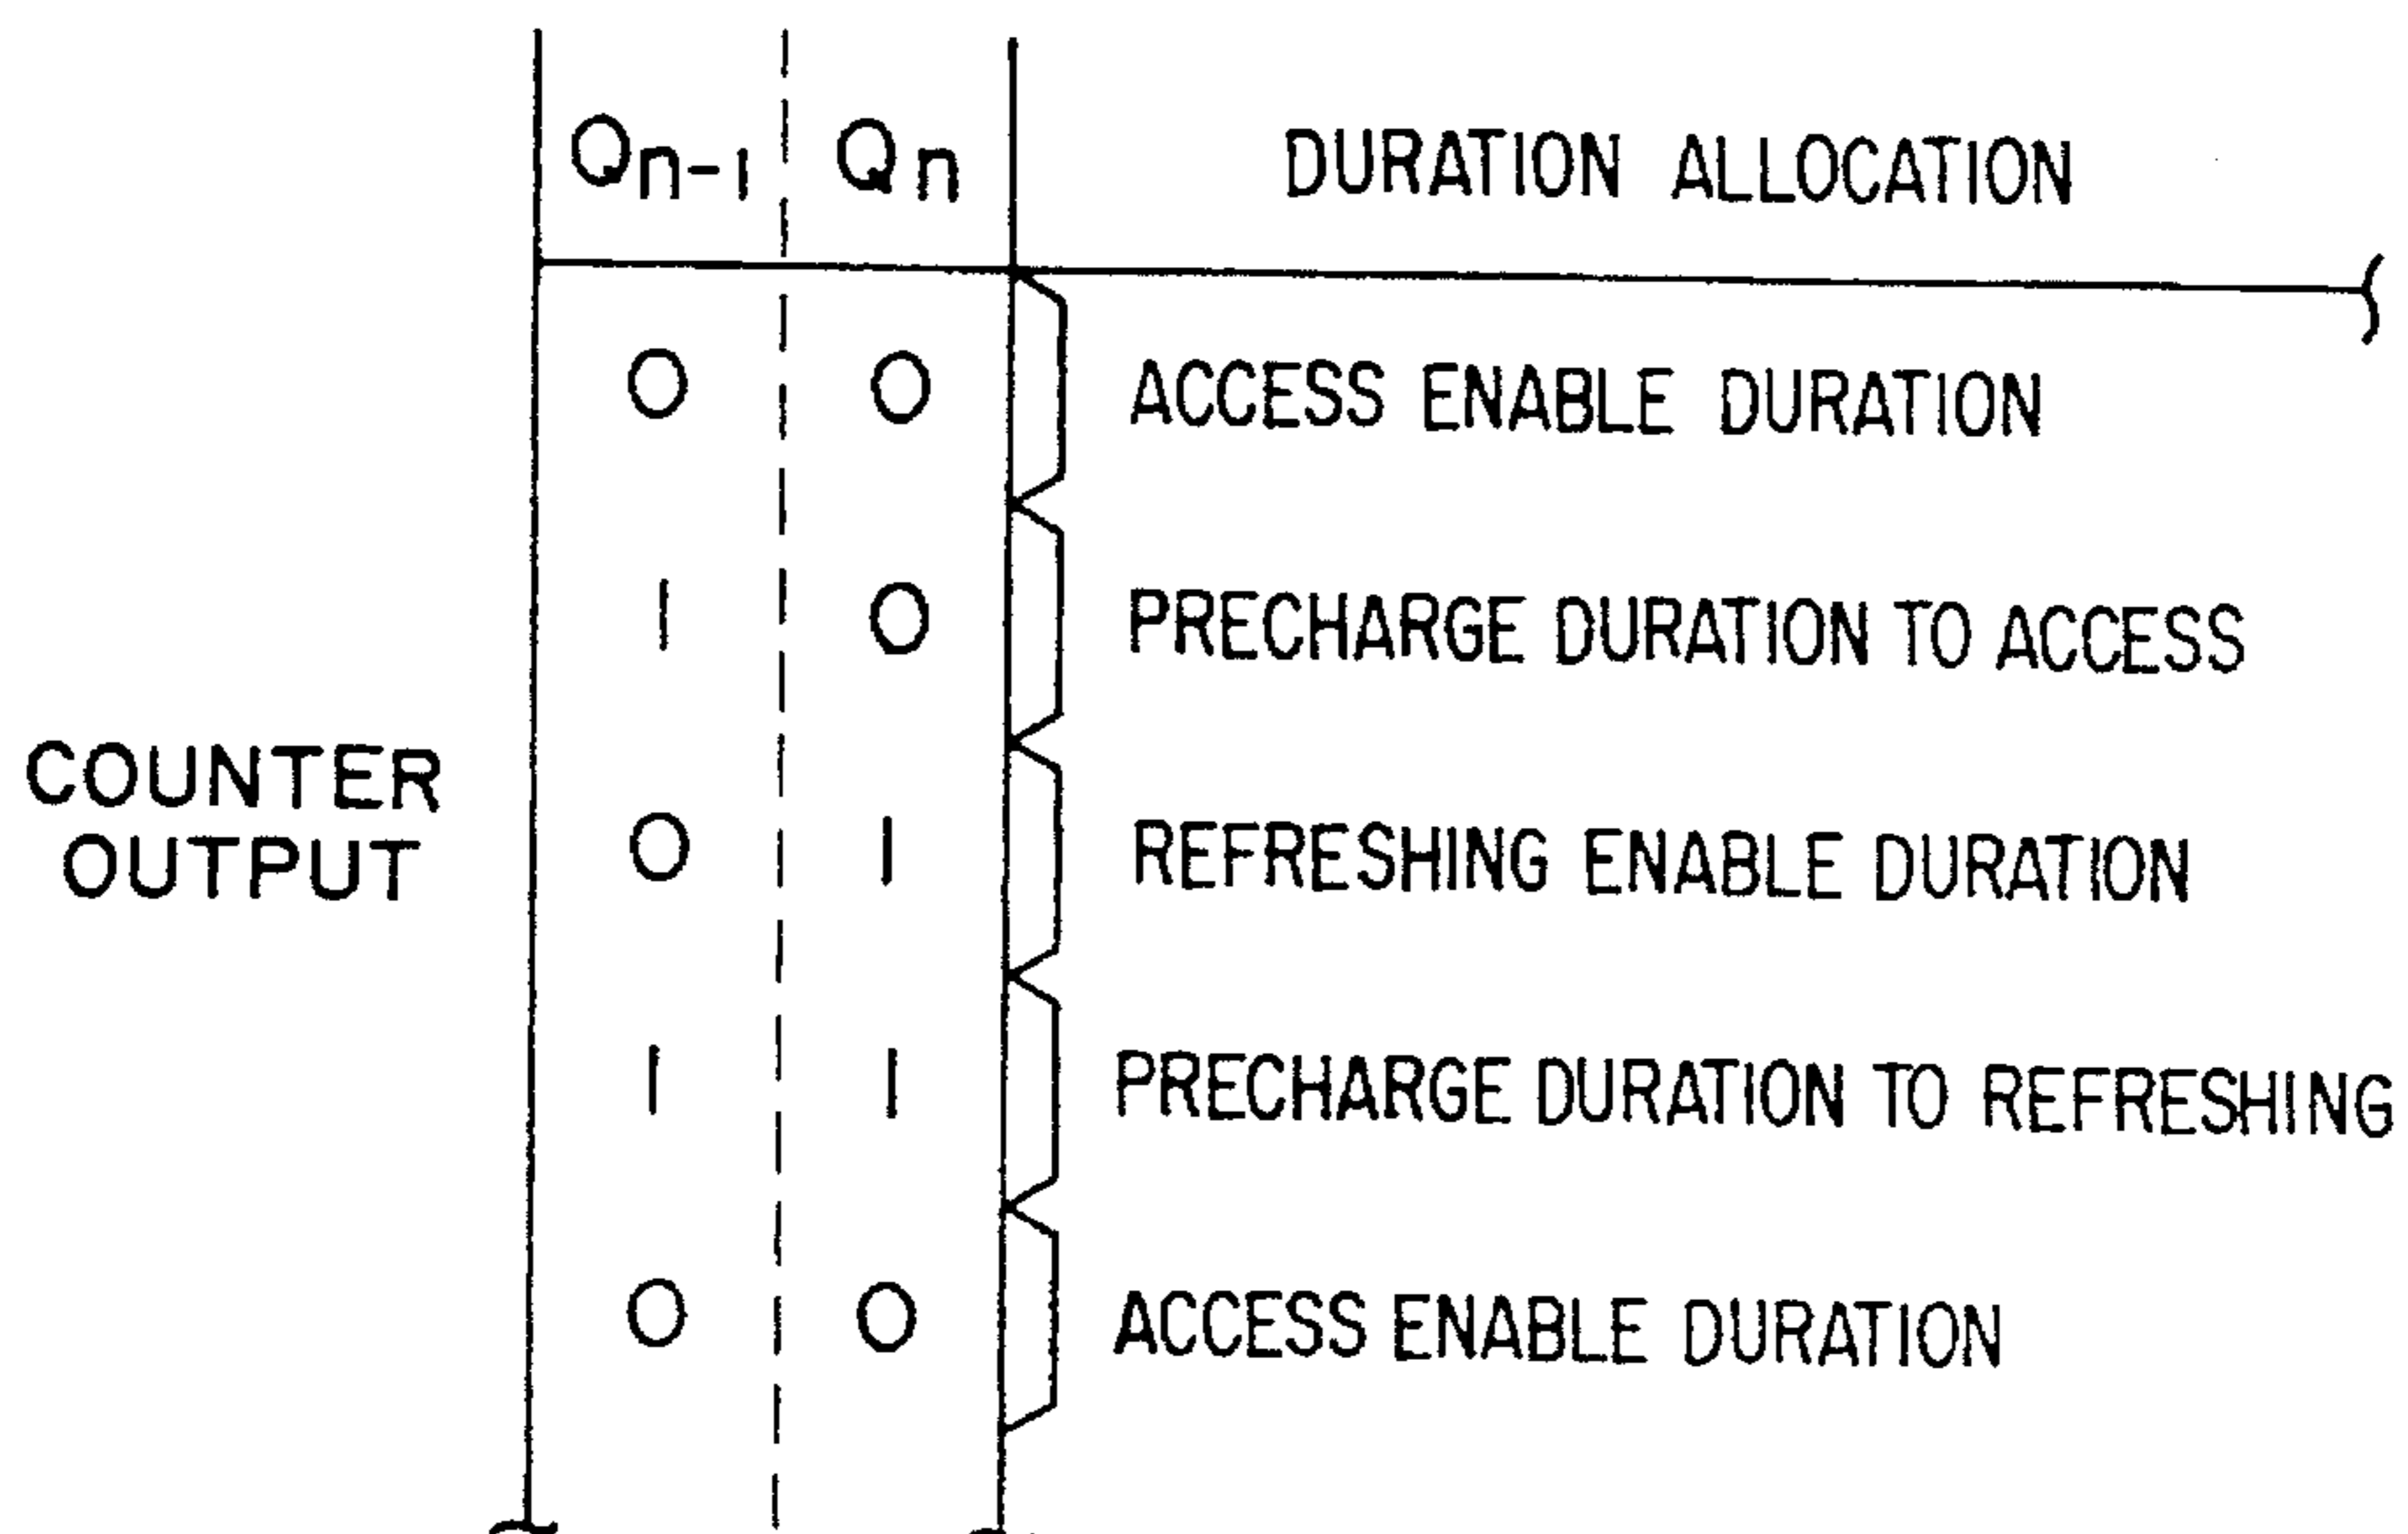 Qn-1 Qn DURATION ALLOCATION
0 0 ACCESS ENABLE DURATION
1 0 PRECHARGE DURATION TO ACCESS
COUNTER
OUTPUT
0 1 REFRESHING ENABLE DURATION
1 1 PRECHARGE DURATION TO REFRESHING
0 0 ACCESS ENABLE DURATION